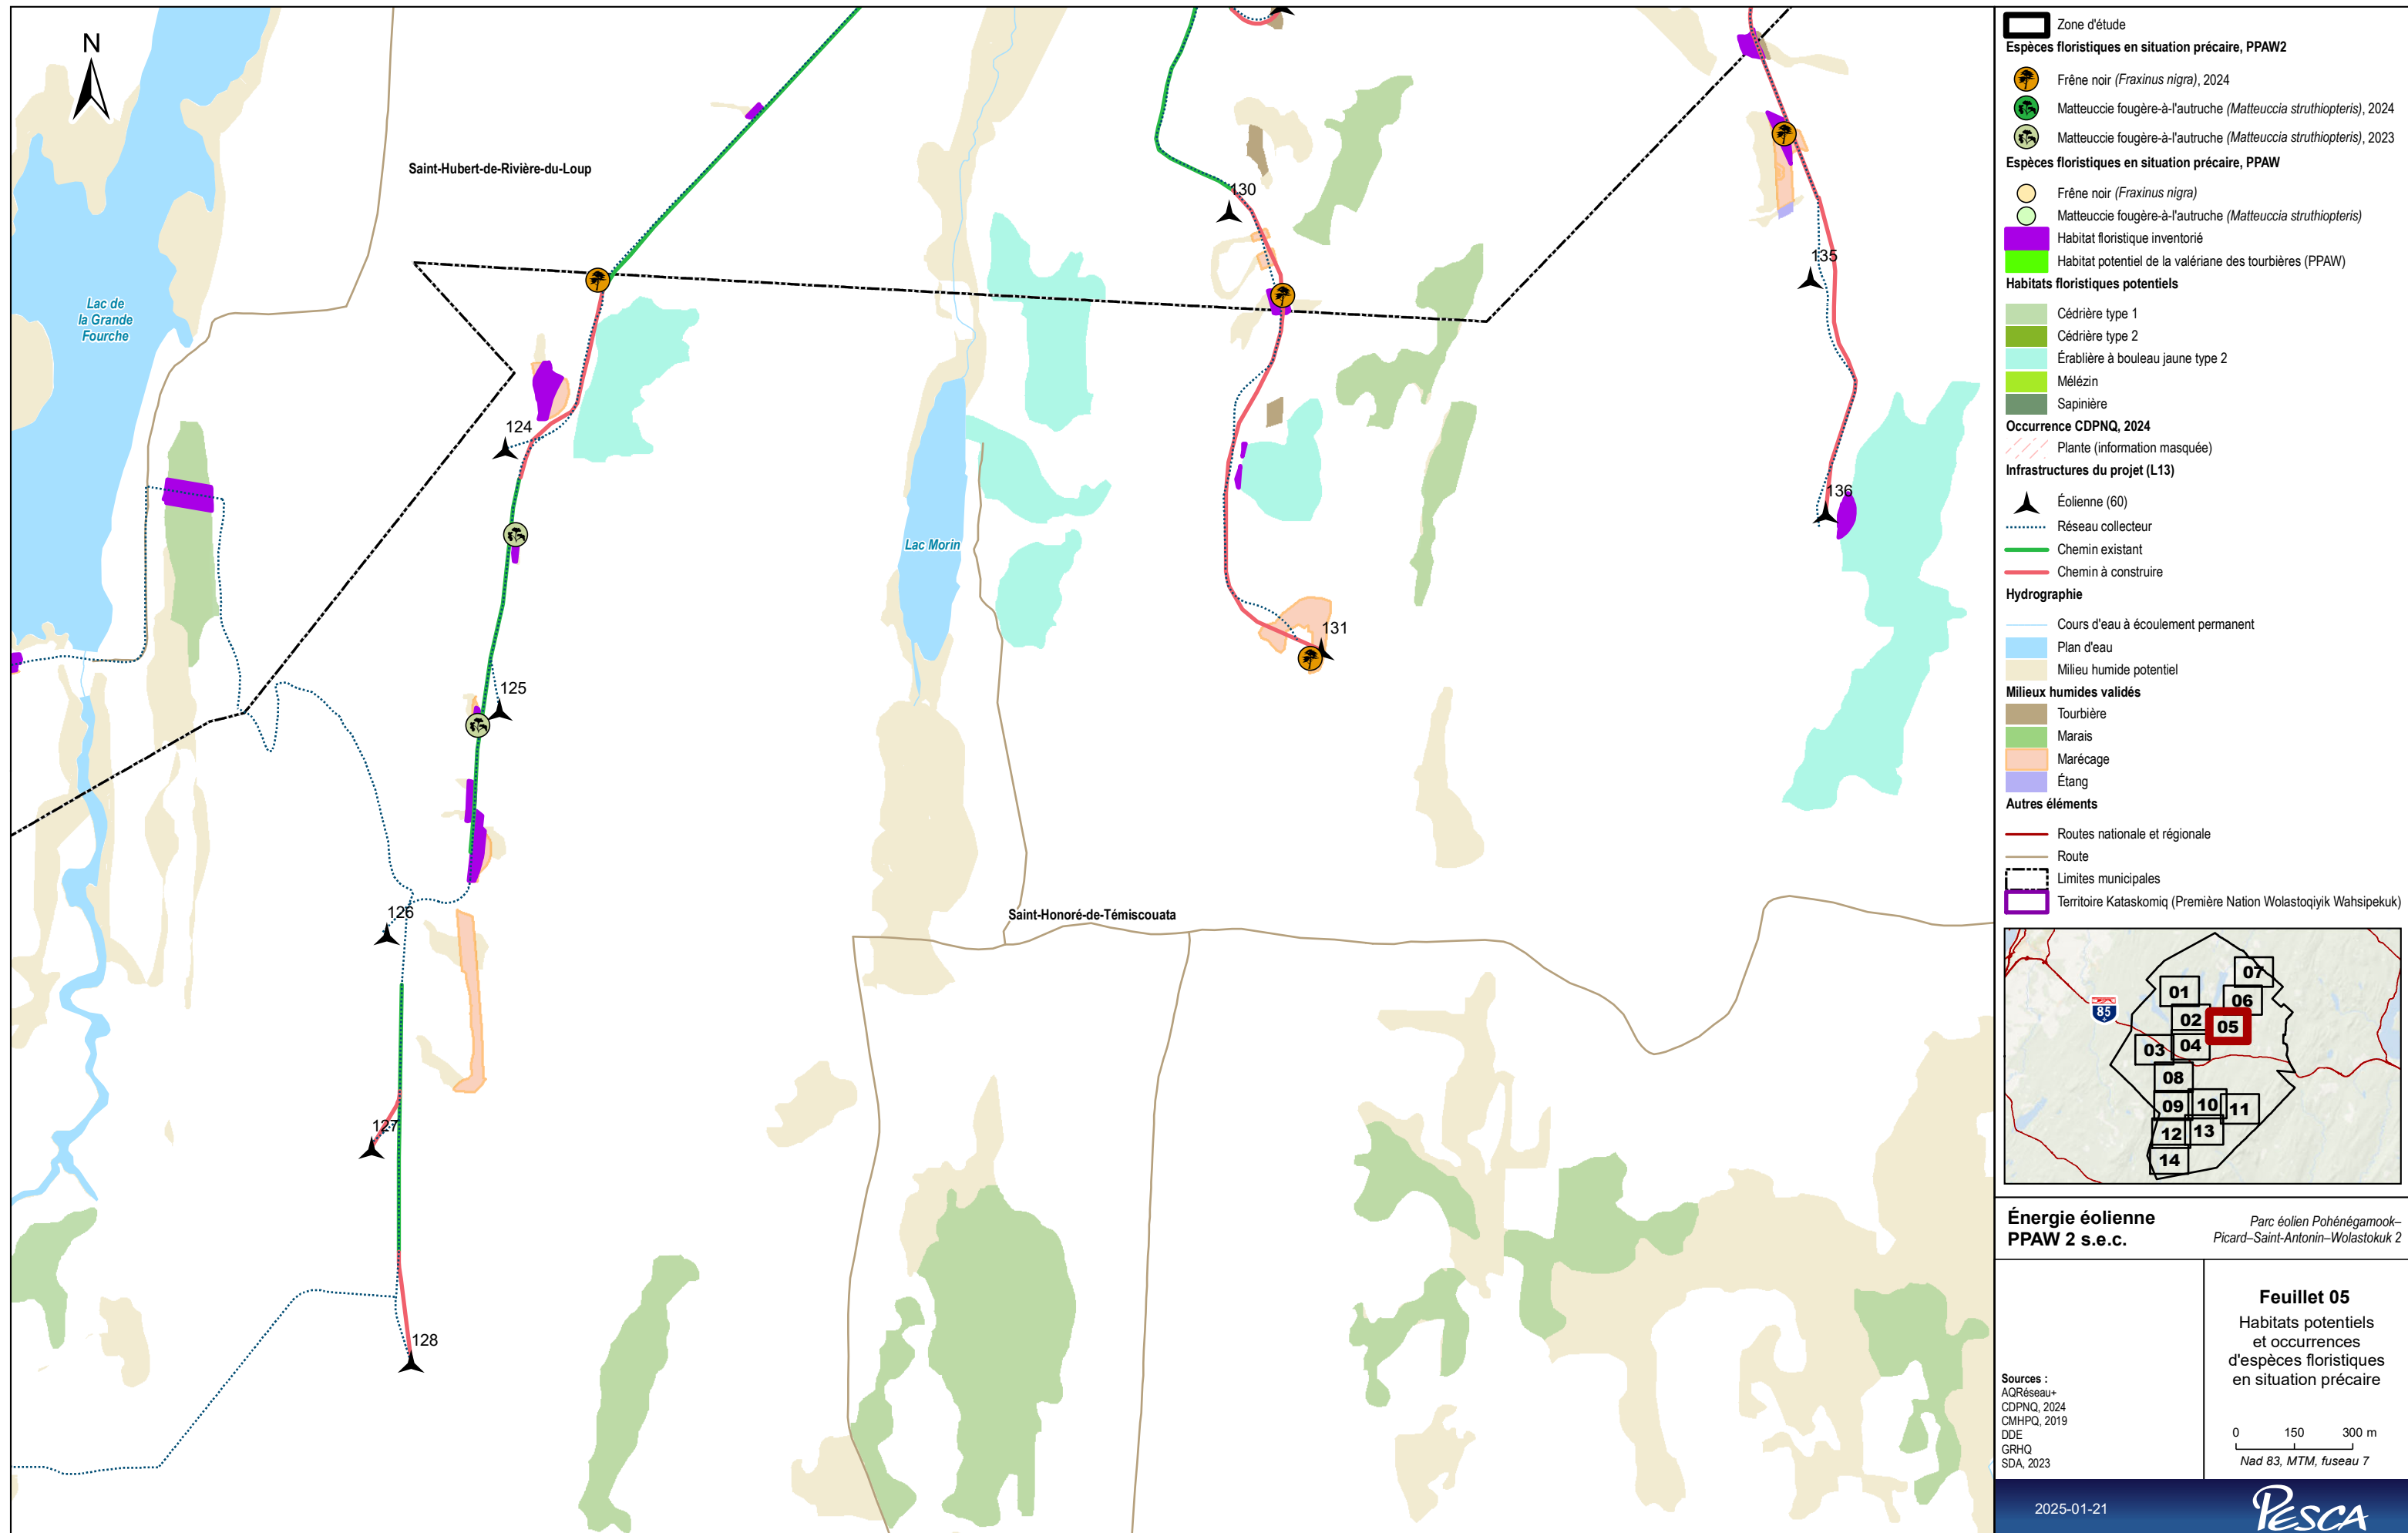 N
Saint-Hubert-de-Rivière-du-Loup
Lac de
la Grande
Fourche
130
135
124
136
Lac Morin
131
125
126
Saint-Honoré-de-Témiscouata
127
128
Zone d'étude
Espèces floristiques en situation précaire, PPAW2
Frêne noir (Fraxinus nigra), 2024
Matteuccie fougère-à-l'autruche (Matteuccia struthiopteris), 2024
Matteuccie fougère-à-l'autruche (Matteuccia struthiopteris), 2023
Espèces floristiques en situation précaire, PPAW
Frêne noir (Fraxinus nigra)
Matteuccie fougère-à-l'autruche (Matteuccia struthiopteris)
Habitat floristique inventorié
Habitat potentiel de la valériane des tourbières (PPAW)
Habitats floristiques potentiels
Cédrière type 1
Cédrière type 2
Érablière à bouleau jaune type 2
Mélézin
Sapinière
Occurrence CDPNQ, 2024
Plante (information masquée)
Infrastructures du projet (L13)
Éolienne (60)
Réseau collecteur
Chemin existant
Chemin à construire
Hydrographie
Cours d'eau à écoulement permanent
Plan d'eau
Milieu humide potentiel
Milieux humides validés
Tourbière
Marais
Marécage
Étang
Autres éléments
Routes nationale et régionale
Route
Limites municipales
Territoire Kataskomiq (Première Nation Wolastoqiyik Wahsipekuk)
85
07
01
06
02
05
03
04
08
09
10
11
12
13
14
Énergie éolienne
PPAW 2 s.e.c.
Parc éolien Pohénégamook–
Picard–Saint-Antonin–Wolastokuk 2
Sources :
AQRéseau+
CDPNQ, 2024
CMHPQ, 2019
DDE
GRHQ
SDA, 2023
Feuillet 05
Habitats potentiels
et occurrences
d'espèces floristiques
en situation précaire
0 150 300 m
Nad 83, MTM, fuseau 7
2025-01-21
PESCA